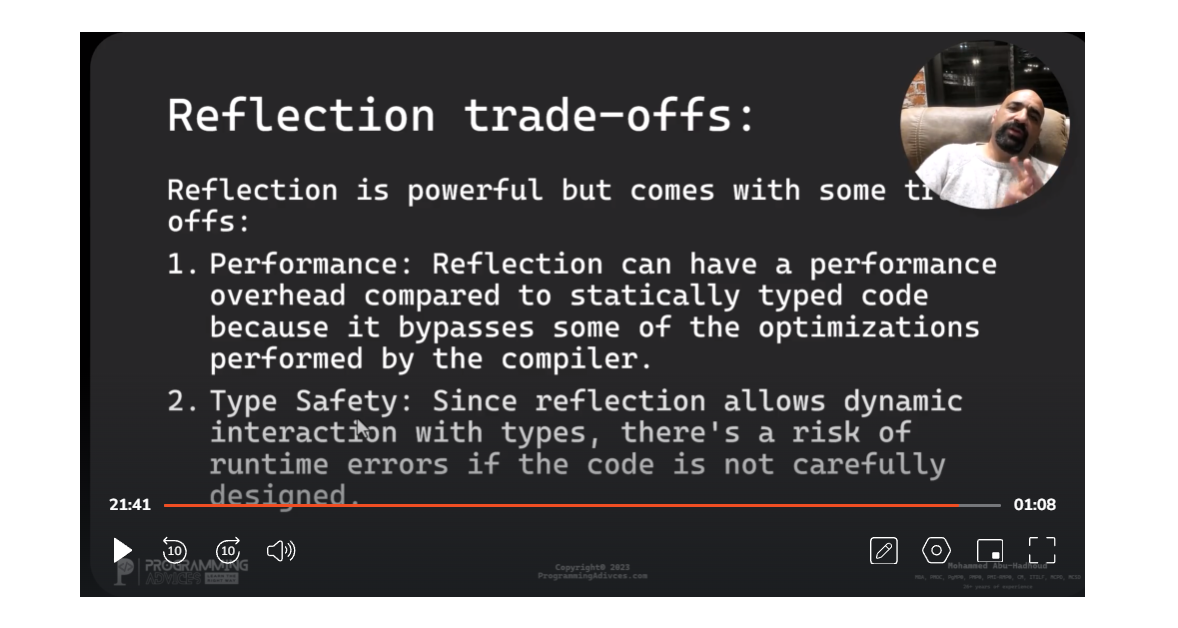 Reflection trade-offs:
Reflection is powerful but comes with some
offs:
1. Performance: Reflection can have a performance
overhead compared to statically typed code
because it bypasses some of the optimizations
performed by the compiler.
2. Type Safety: Since reflection allows dynamic
interaction with types, there's a risk of
runtime errors if the code is not carefully
designed.
21:41
01:08
10
10
PROGRAMMING
ADVICES
Copyright© 2023
ProgrammingAdivces.com
Mohammed Abu-Hadhoud